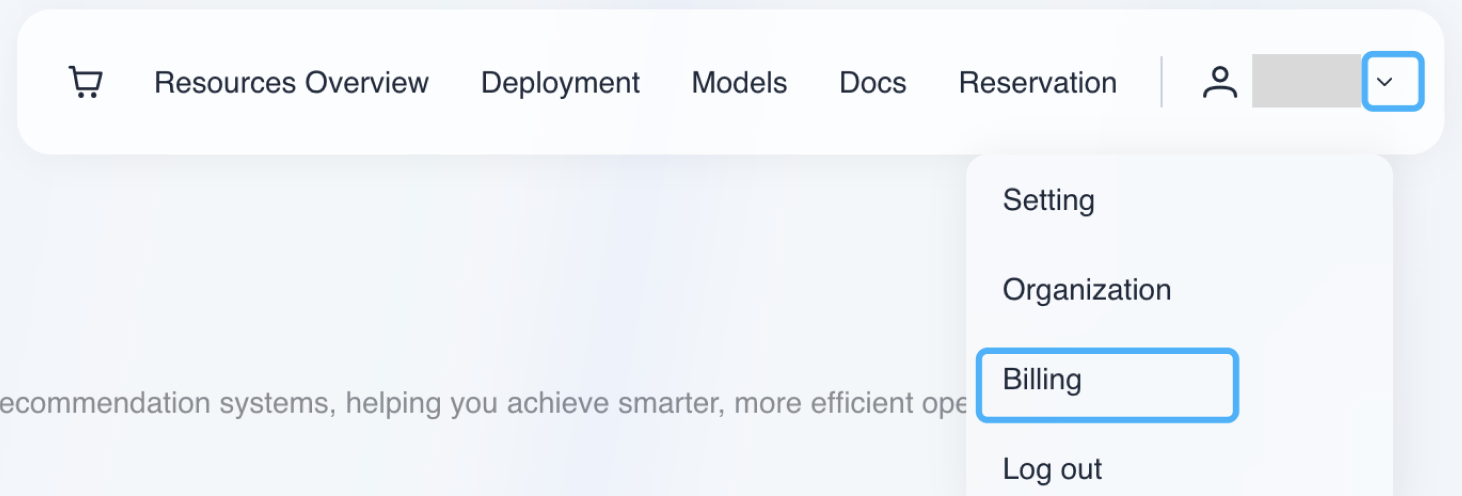 Resources Overview Deployment Models Docs Reservation
Setting
Organization
Billing
ecommendation systems, helping you achieve smarter, more efficient ope
Log out